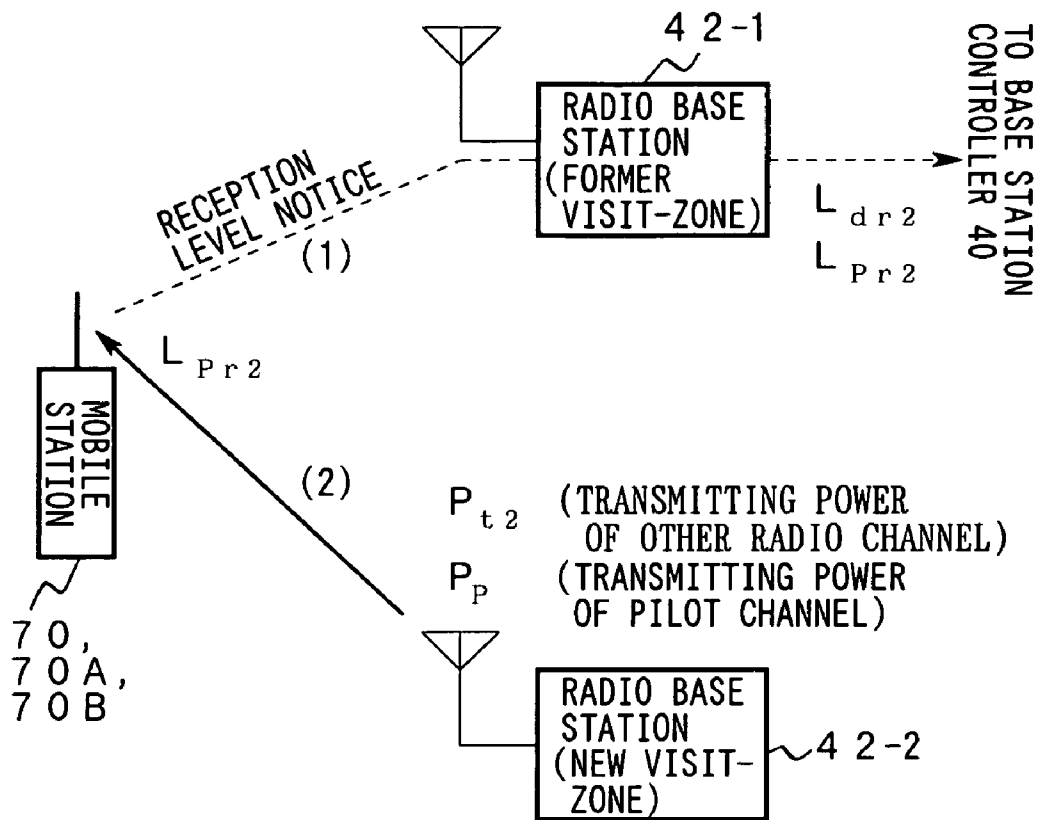 42-1
RADIO BASE
STATION
(FORMER
VISIT-ZONE)
TO BASE STATION
CONTROLLER 40
RECEPTION
LEVEL NOTICE
(1)
Ldr2
LPr2
LPr2
MOBILE
STATION
(2)
Pt2 (TRANSMITTING POWER
OF OTHER RADIO CHANNEL)
PP (TRANSMITTING POWER
OF PILOT CHANNEL)
70,
70A,
70B
RADIO BASE
STATION
(NEW VISIT-
ZONE)
42-2